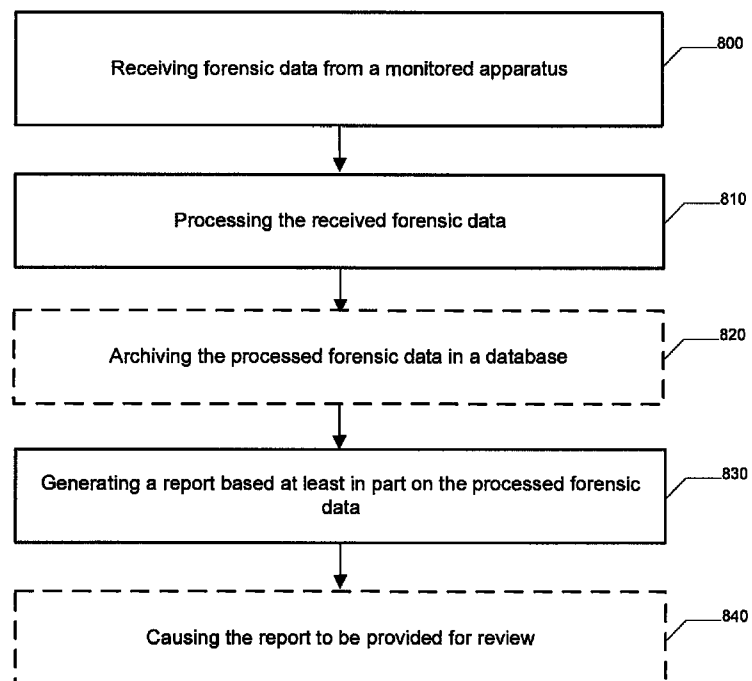 Receiving forensic data from a monitored apparatus
800
Processing the received forensic data
810
Archiving the processed forensic data in a database
820
Generating a report based at least in part on the processed forensic
data
830
Causing the report to be provided for review
840